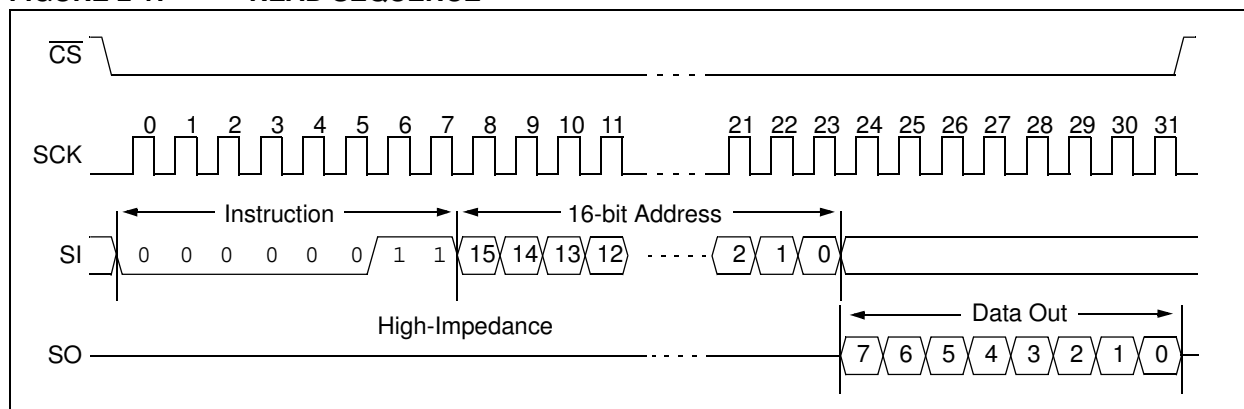 CS
0 1 2 3 4 5 6 7 8 9 10 11 21 22 23 24 25 26 27 28 29 30 31
SCK
Instruction 16-bit Address
SI 0 0 0 0 0 0 1 1 15 14 13 12 2 1 0
Data Out
High-Impedance
SO 7 6 5 4 3 2 1 0